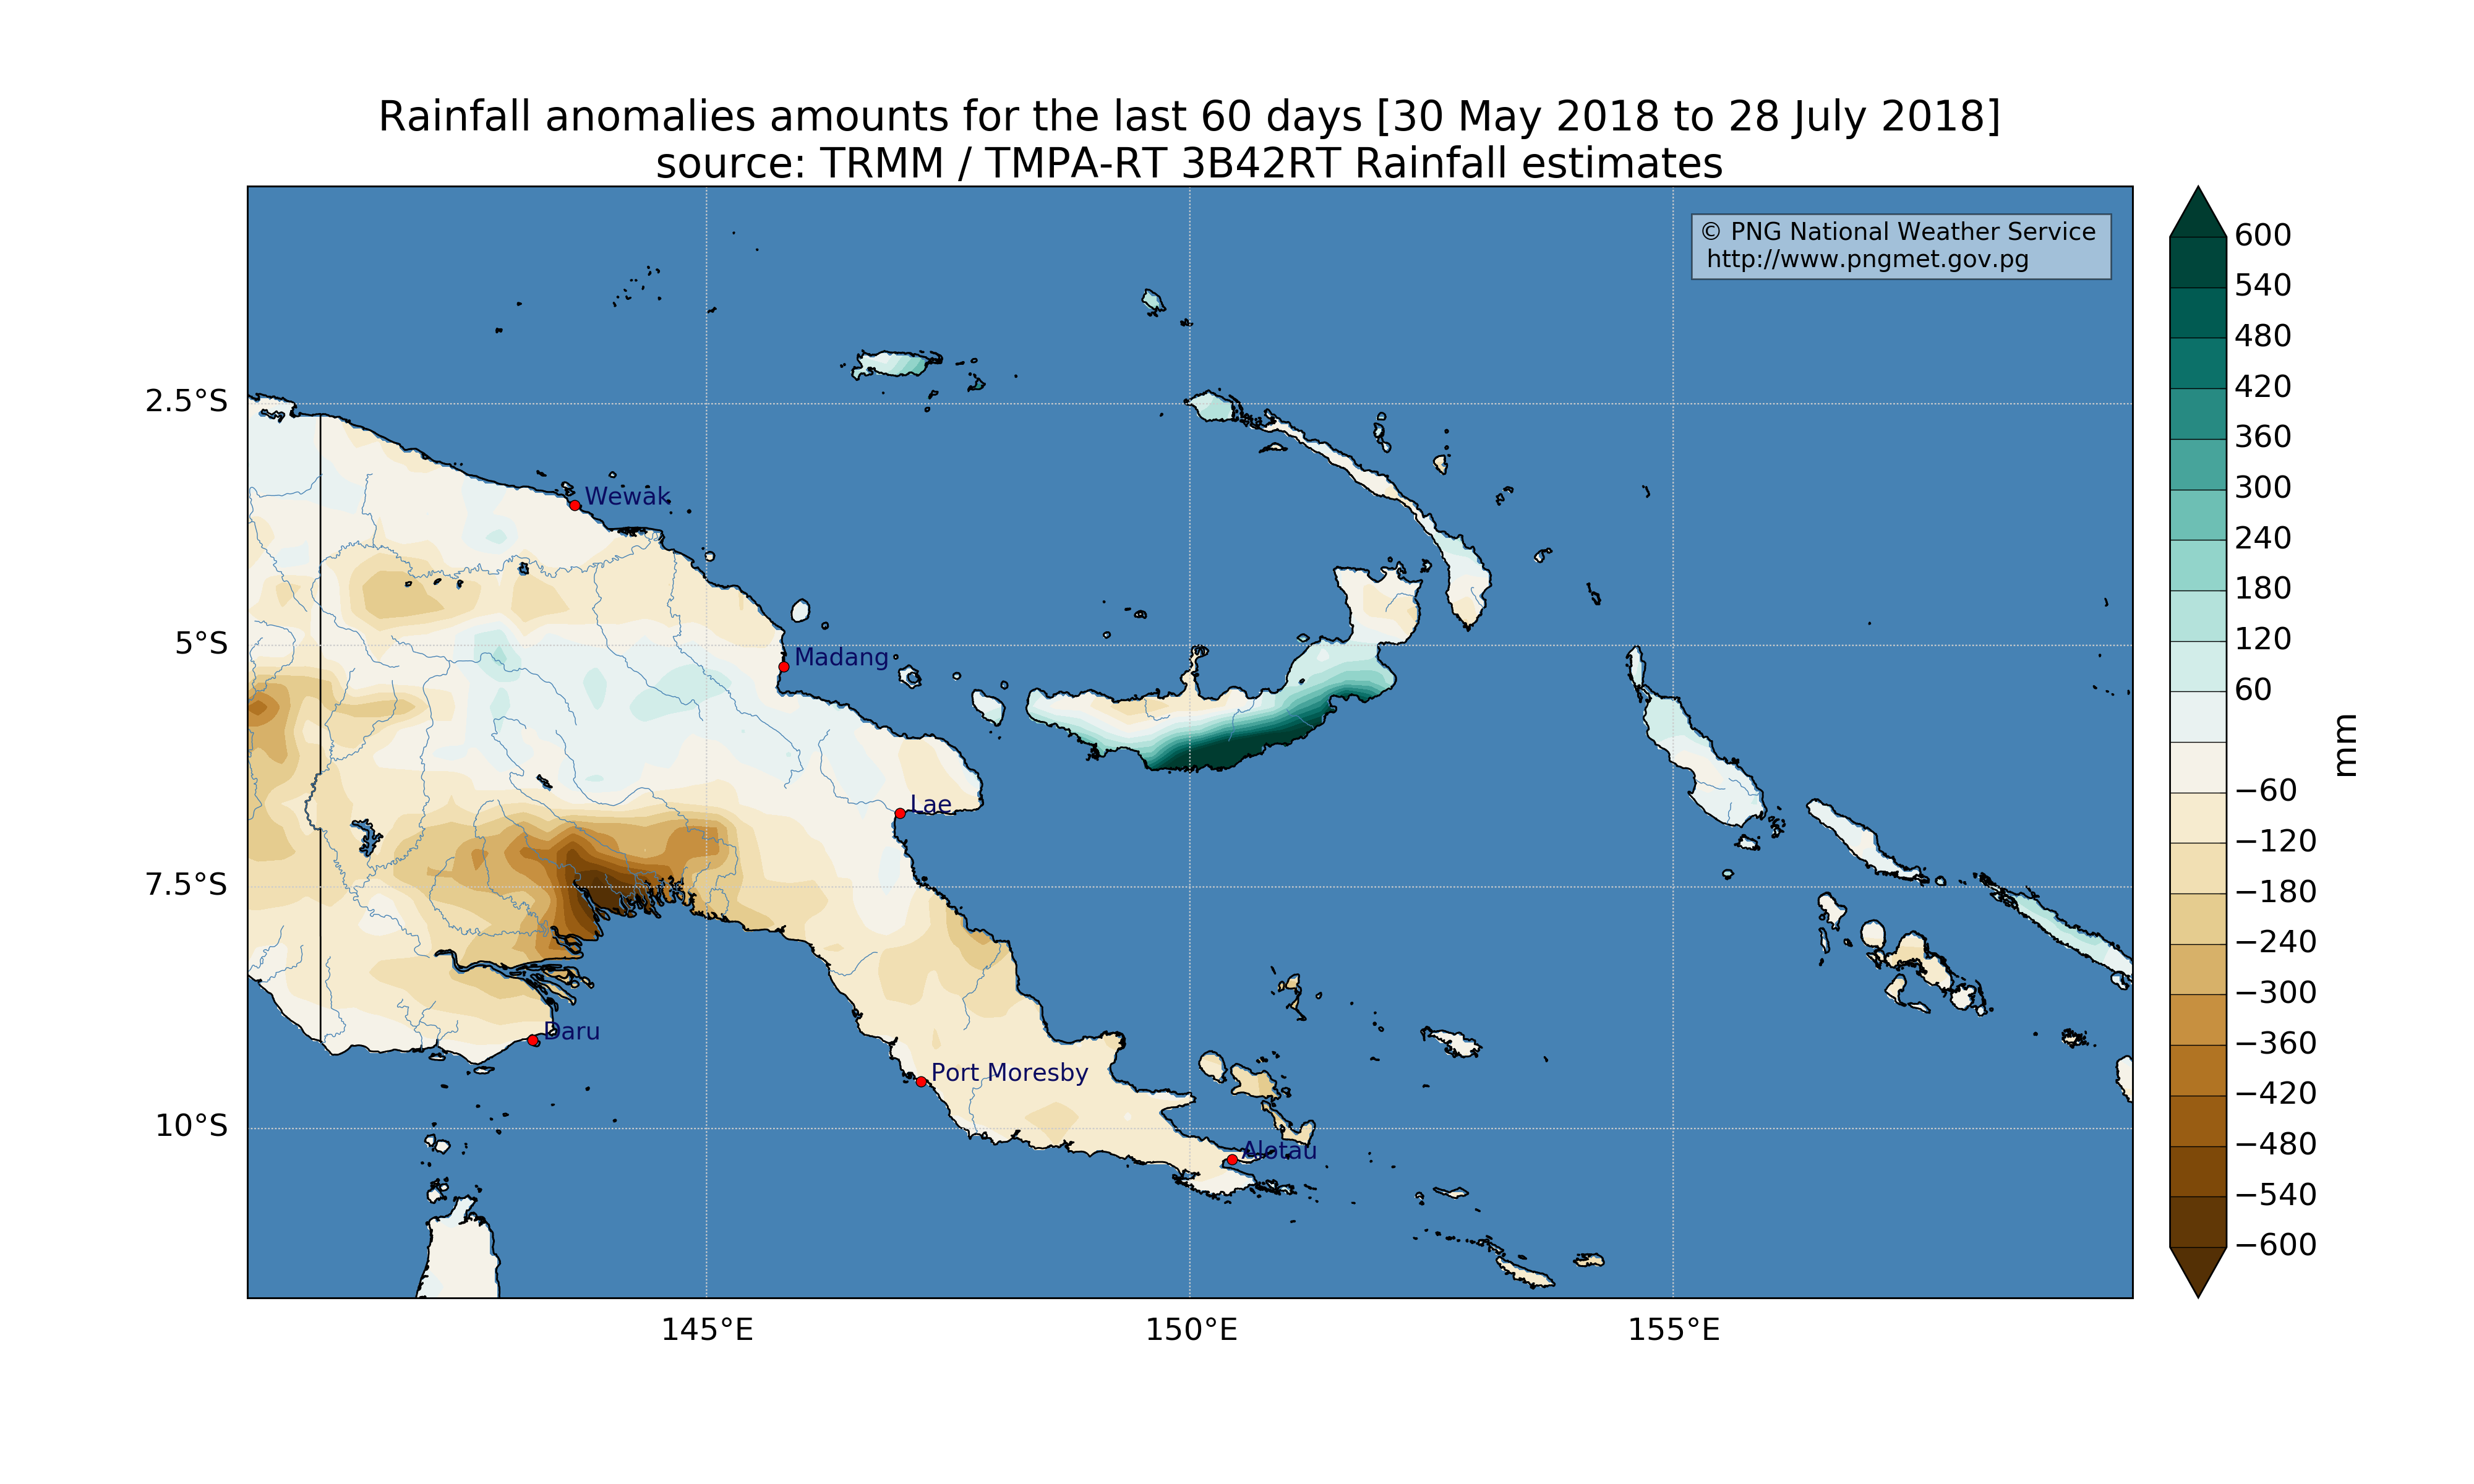 Rainfall anomalies amounts for the last 60 days [30 May 2018 to 28 July 2018]
source: TRMM / TMPA-RT 3B42RT Rainfall estimates
© PNG National Weather Service
http://www.pngmet.gov.pg
2.5°S
5°S
7.5°S
10°S
Wewak
Madang
Lae
Daru
Port Moresby
Alotau
145°E
150°E
155°E
600
540
480
420
360
300
240
180
120
60
−60
−120
−180
−240
−300
−360
−420
−480
−540
−600
mm